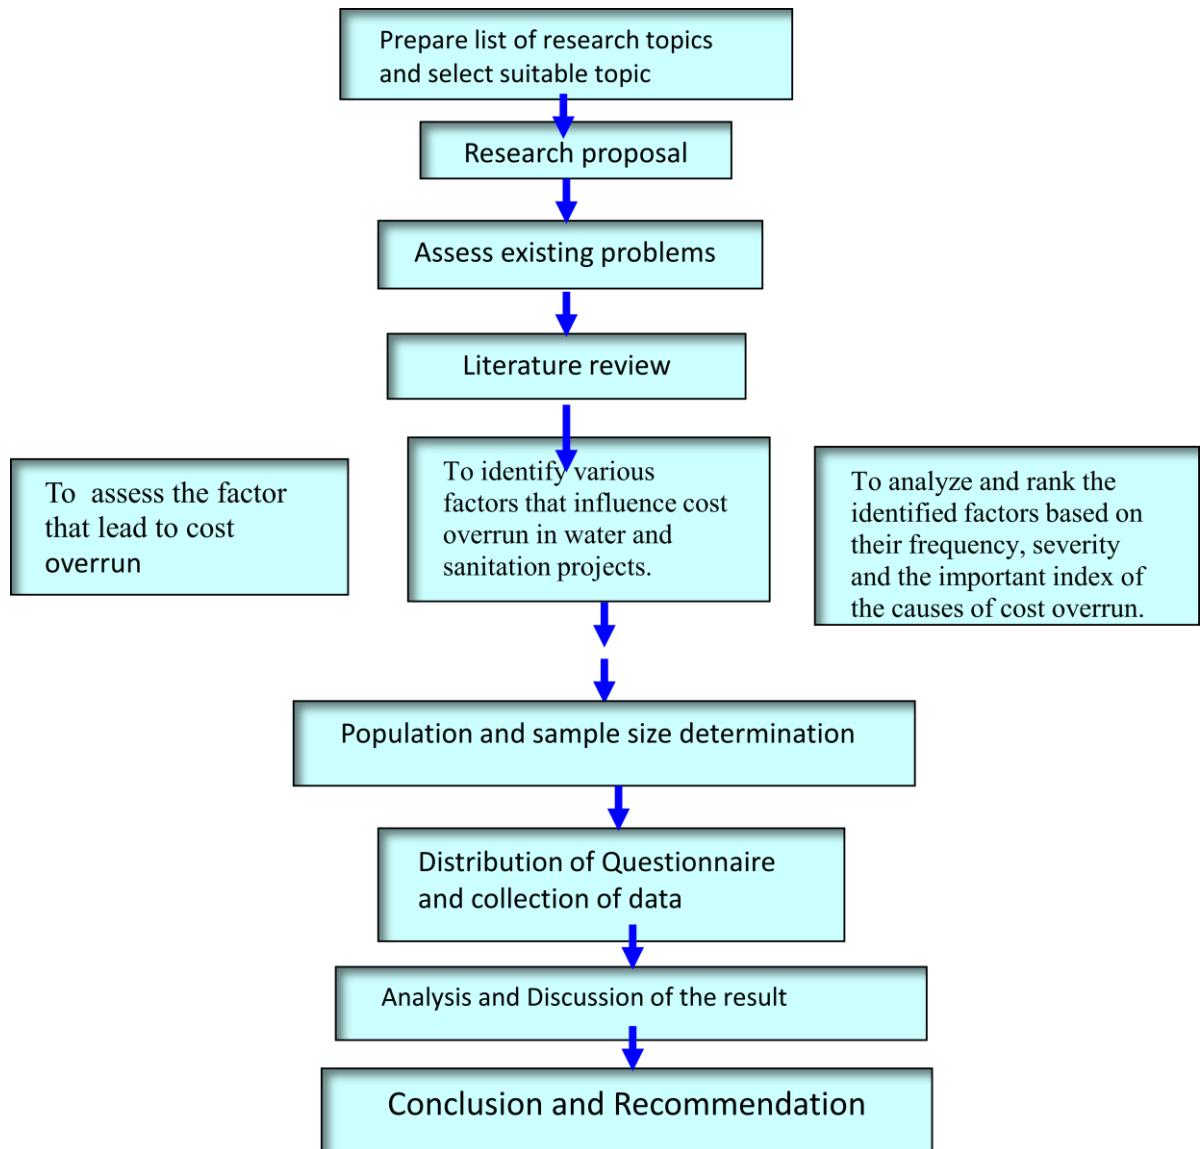 Prepare list of research topics
and select suitable topic
Research proposal
Assess existing problems
Literature review
To assess the factor
that lead to cost
overrun
To identify various
factors that influence cost
overrun in water and
sanitation projects.
To analyze and rank the
identified factors based on
their frequency, severity
and the important index of
the causes of cost overrun.
Population and sample size determination
Distribution of Questionnaire
and collection of data
Analysis and Discussion of the result
Conclusion and Recommendation